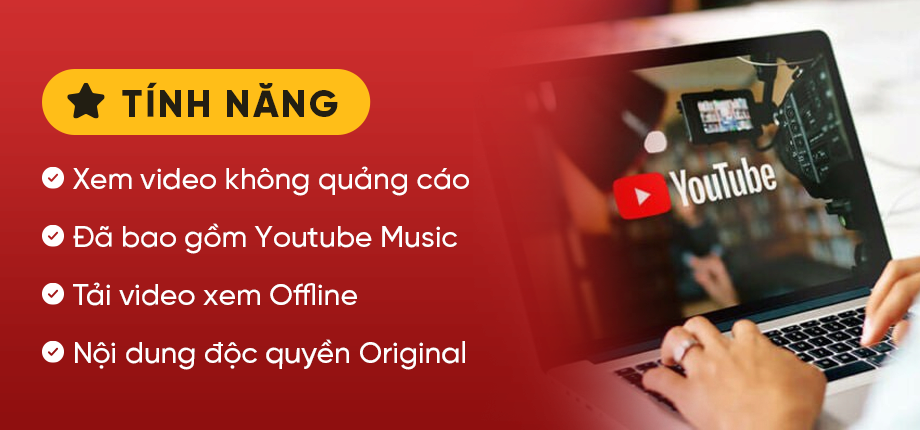 TÍNH NĂNG
Xem video không quảng cáo
Đã bao gồm Youtube Music
Tải video xem Offline
Nội dung độc quyền Original
YouTube